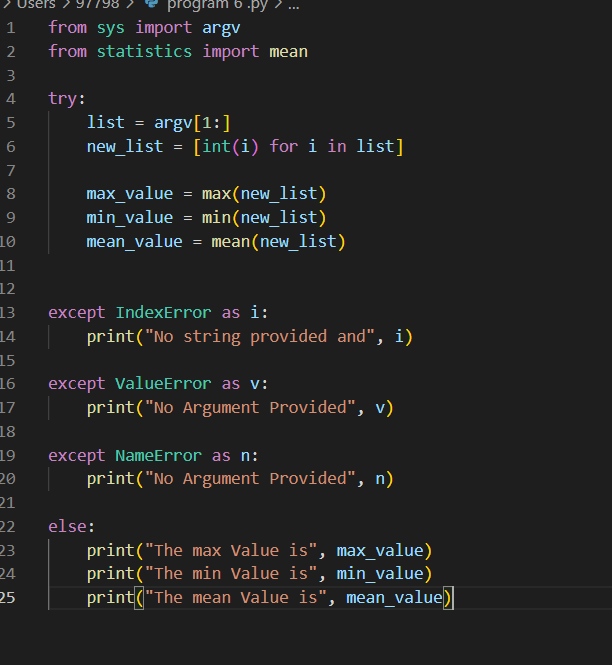 > Users > 97798 > program 6 .py > ...
1 from sys import argv
2 from statistics import mean
3
4 try:
5     list = argv[1:]
6     new_list = [int(i) for i in list]
7
8     max_value = max(new_list)
9     min_value = min(new_list)
10     mean_value = mean(new_list)
11
12
13 except IndexError as i:
14     print("No string provided and", i)
15
16 except ValueError as v:
17     print("No Argument Provided", v)
18
19 except NameError as n:
20     print("No Argument Provided", n)
21
22 else:
23     print("The max Value is", max_value)
24     print("The min Value is", min_value)
25     print("The mean Value is", mean_value)